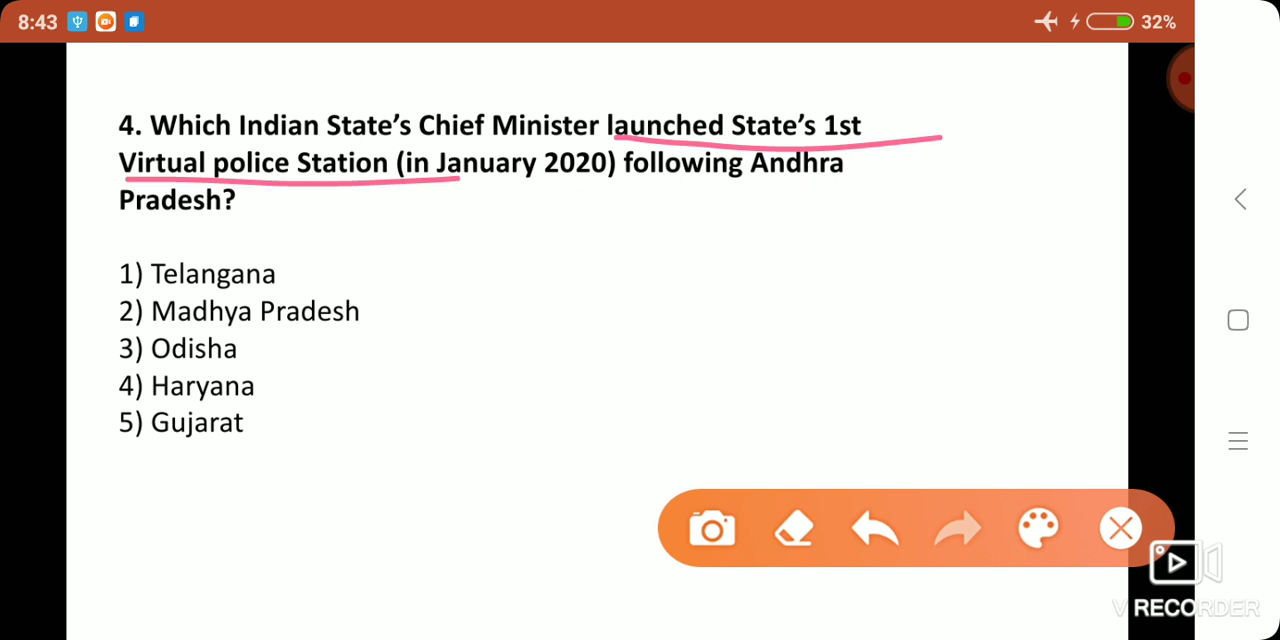 8:43
32%
4. Which Indian State’s Chief Minister launched State’s 1st
Virtual police Station (in January 2020) following Andhra
Pradesh?
1) Telangana
2) Madhya Pradesh
3) Odisha
4) Haryana
5) Gujarat
V RECORDER